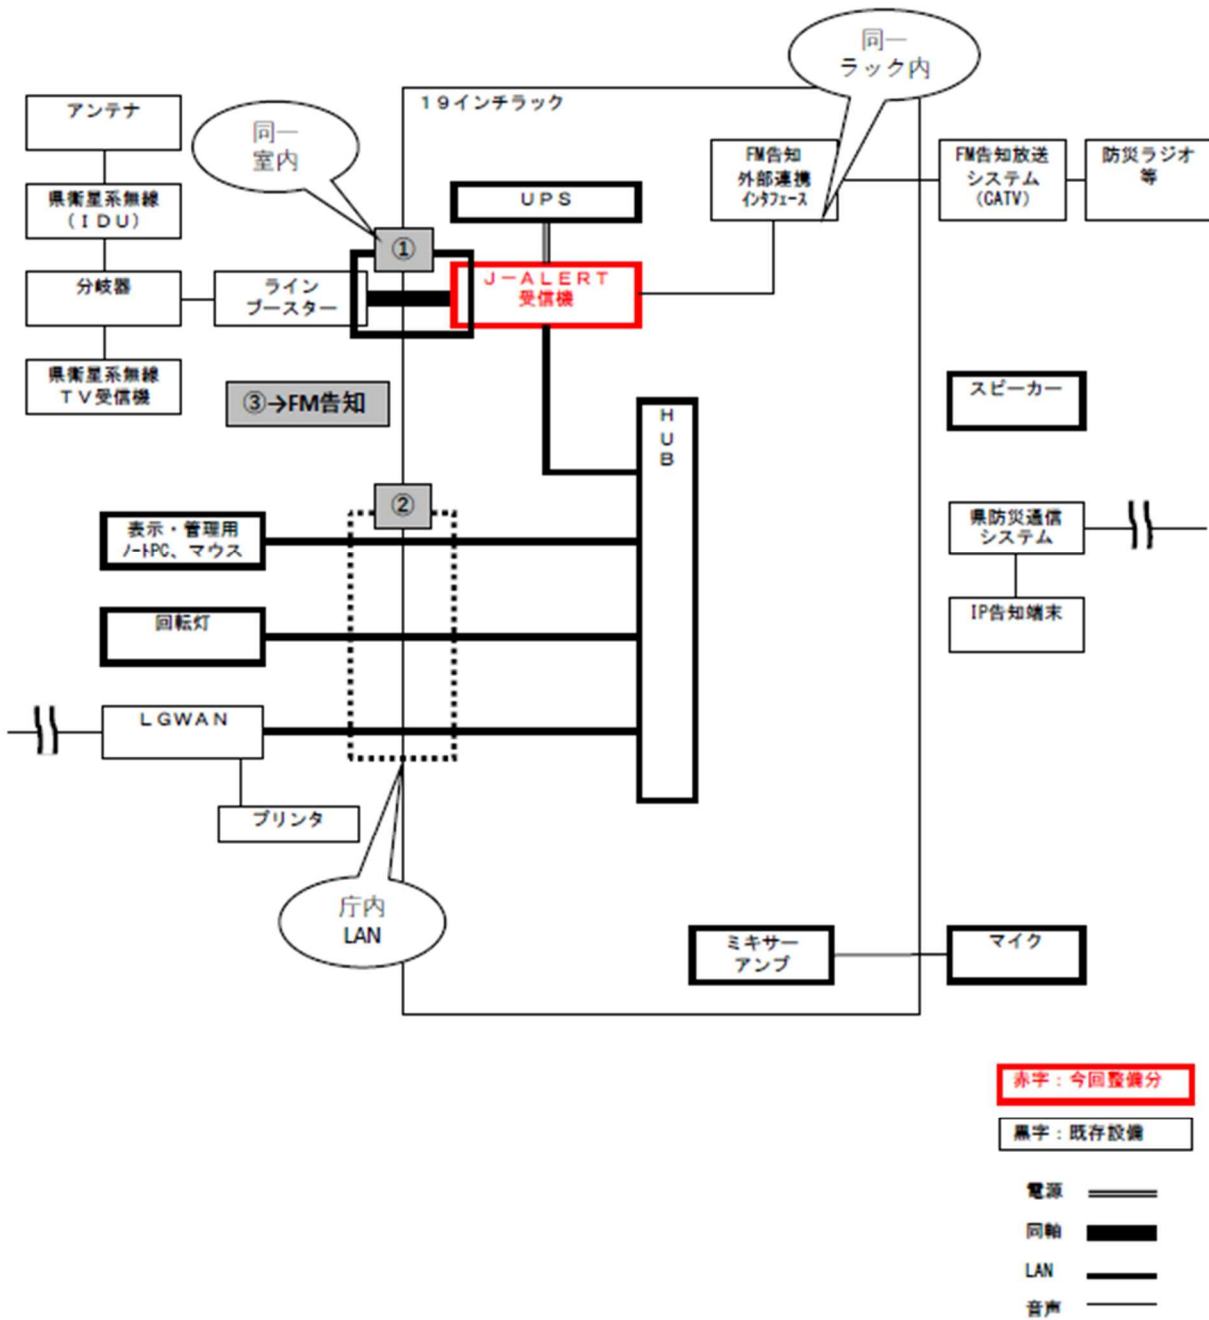 同一
ラック内
19インチラック
アンテナ
同一
室内
県衛星系無線
(IDU)
UPS
FM告知
外部連携
インタフェース
FM告知放送
システム
(CATV)
防災ラジオ
等
①
分岐器
ライン
ブースター
J-ALERT
受信機
県衛星系無線
TV受信機
③→FM告知
スピーカー
HUB
②
表示・管理用
ノートPC、マウス
県防災通信
システム
回転灯
IP告知端末
LGWAN
プリンタ
庁内
LAN
ミキサー
アンプ
マイク
赤字:今回整備分
黒字:既存設備
電源
同軸
LAN
音声